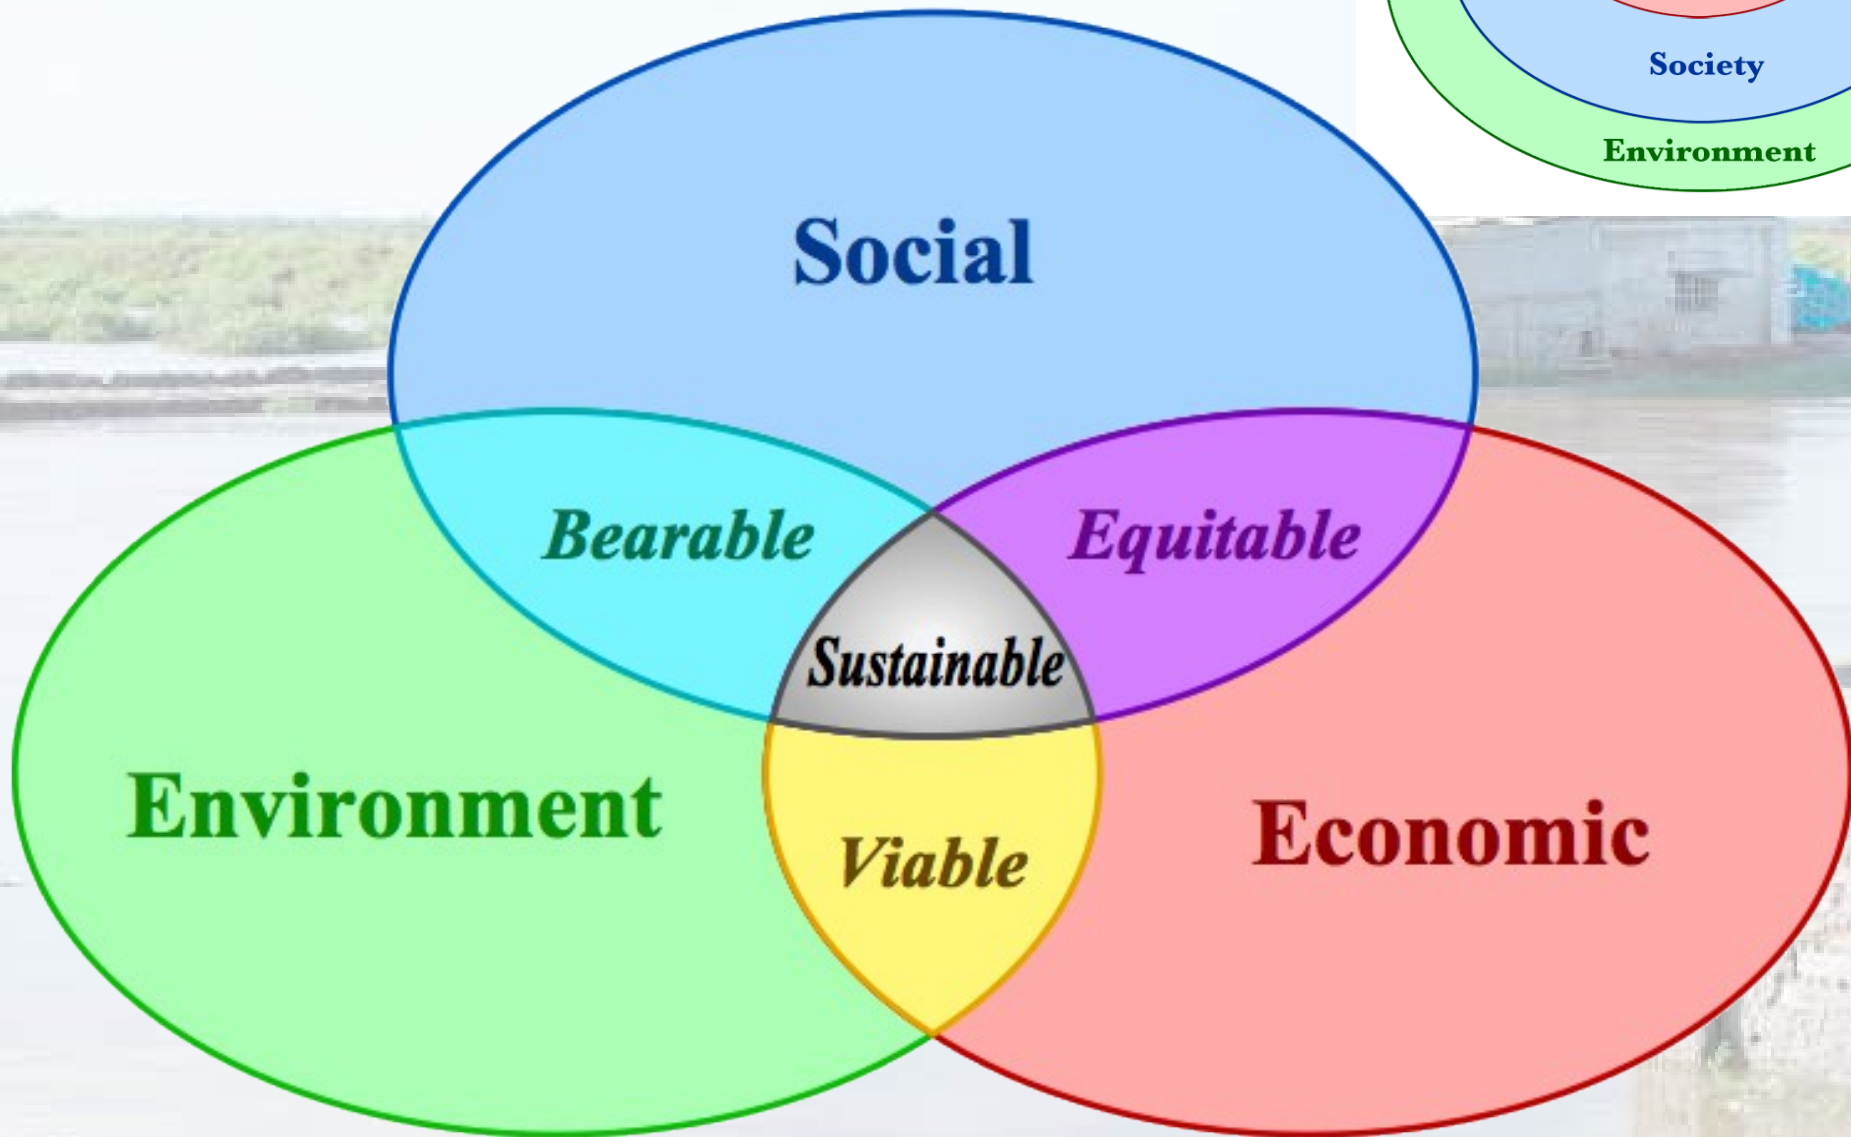 Society
Environment
Social
Bearable
Equitable
Sustainable
Environment
Economic
Viable